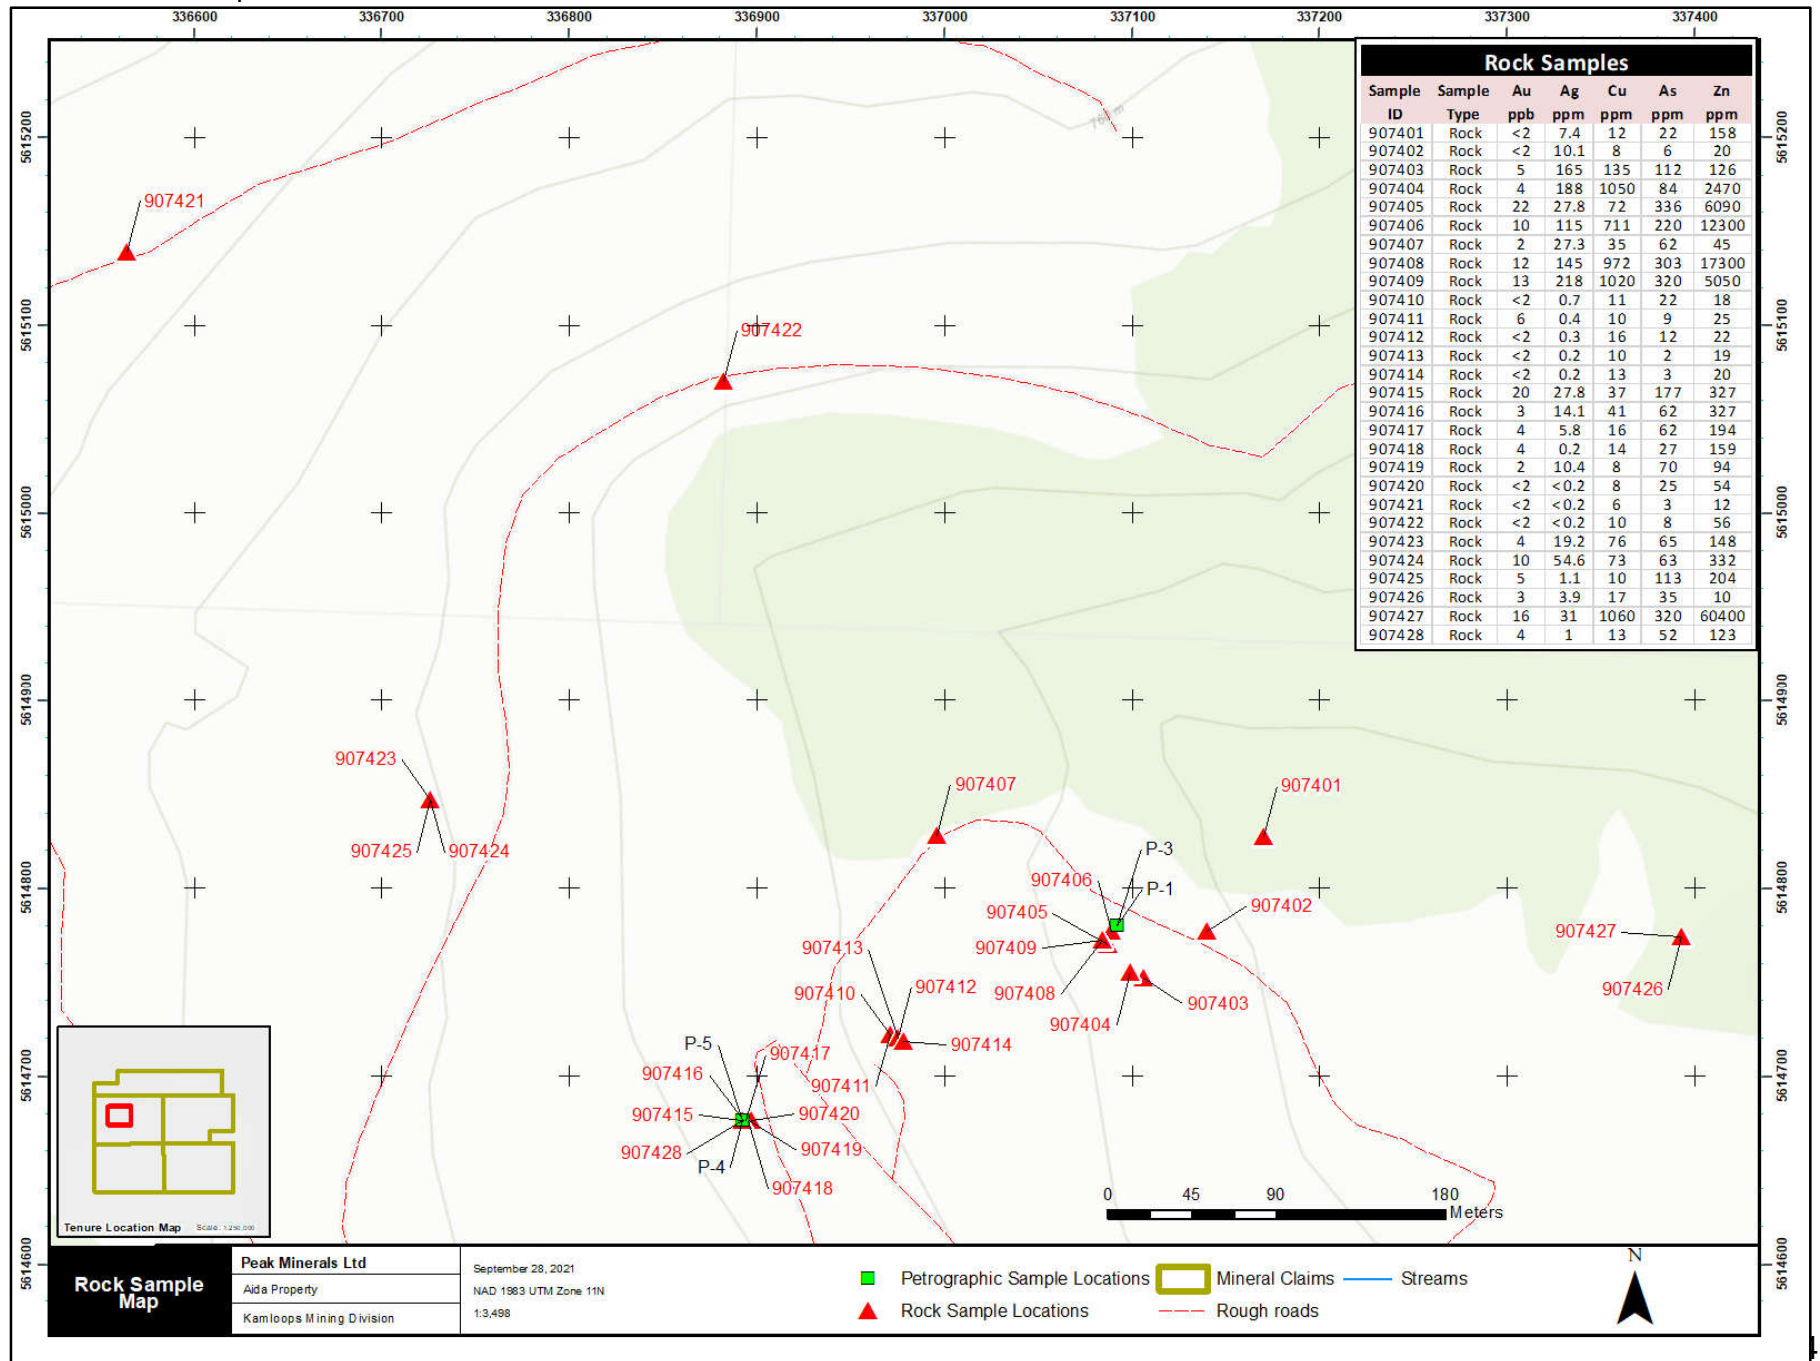 336600 336700 336800 336900 337000 337100 337200 337300 337400
5615200
5615100
5615000
5614900
5614800
5614700
5614600
5615200
5615100
5615000
5614900
5614800
5614700
5614600
Rock Samples
Sample Sample Au Ag Cu As Zn
ID Type ppb ppm ppm ppm ppm
907401 Rock <2 7.4 12 22 158
907402 Rock <2 10.1 8 6 20
907403 Rock 5 165 135 112 126
907404 Rock 4 188 1050 84 2470
907405 Rock 22 27.8 72 336 6090
907406 Rock 10 115 711 220 12300
907407 Rock 2 27.3 35 62 45
907408 Rock 12 145 972 303 17300
907409 Rock 13 218 1020 320 5050
907410 Rock <2 0.7 11 22 18
907411 Rock 6 0.4 10 9 25
907412 Rock <2 0.3 16 12 22
907413 Rock <2 0.2 10 2 19
907414 Rock <2 0.2 13 3 20
907415 Rock 20 27.8 37 177 327
907416 Rock 3 14.1 41 62 327
907417 Rock 4 5.8 16 62 194
907418 Rock 4 0.2 14 27 159
907419 Rock 2 10.4 8 70 94
907420 Rock <2 <0.2 8 25 54
907421 Rock <2 <0.2 6 3 12
907422 Rock <2 <0.2 10 8 56
907423 Rock 4 19.2 76 65 148
907424 Rock 10 54.6 73 63 332
907425 Rock 5 1.1 10 113 204
907426 Rock 3 3.9 17 35 10
907427 Rock 16 31 1060 320 60400
907428 Rock 4 1 13 52 123
907421
907422
907423
907425 907424
907407
907401
P-3
907406
P-1
907405
907402
907409
907427
907413
907408
907426
907410
907412
907403
907404
907414
P-5
907417
907416
907411
907415
907420
907428
907419
P-4
907418
0 45 90 180
Meters
Tenure Location Map Scale: 1:250,000
Rock Sample
Map
Peak Minerals Ltd
Aida Property
Kamloops Mining Division
September 28, 2021
NAD 1983 UTM Zone 11N
1:3,498
Petrographic Sample Locations
Rock Sample Locations
Mineral Claims
Rough roads
Streams
N